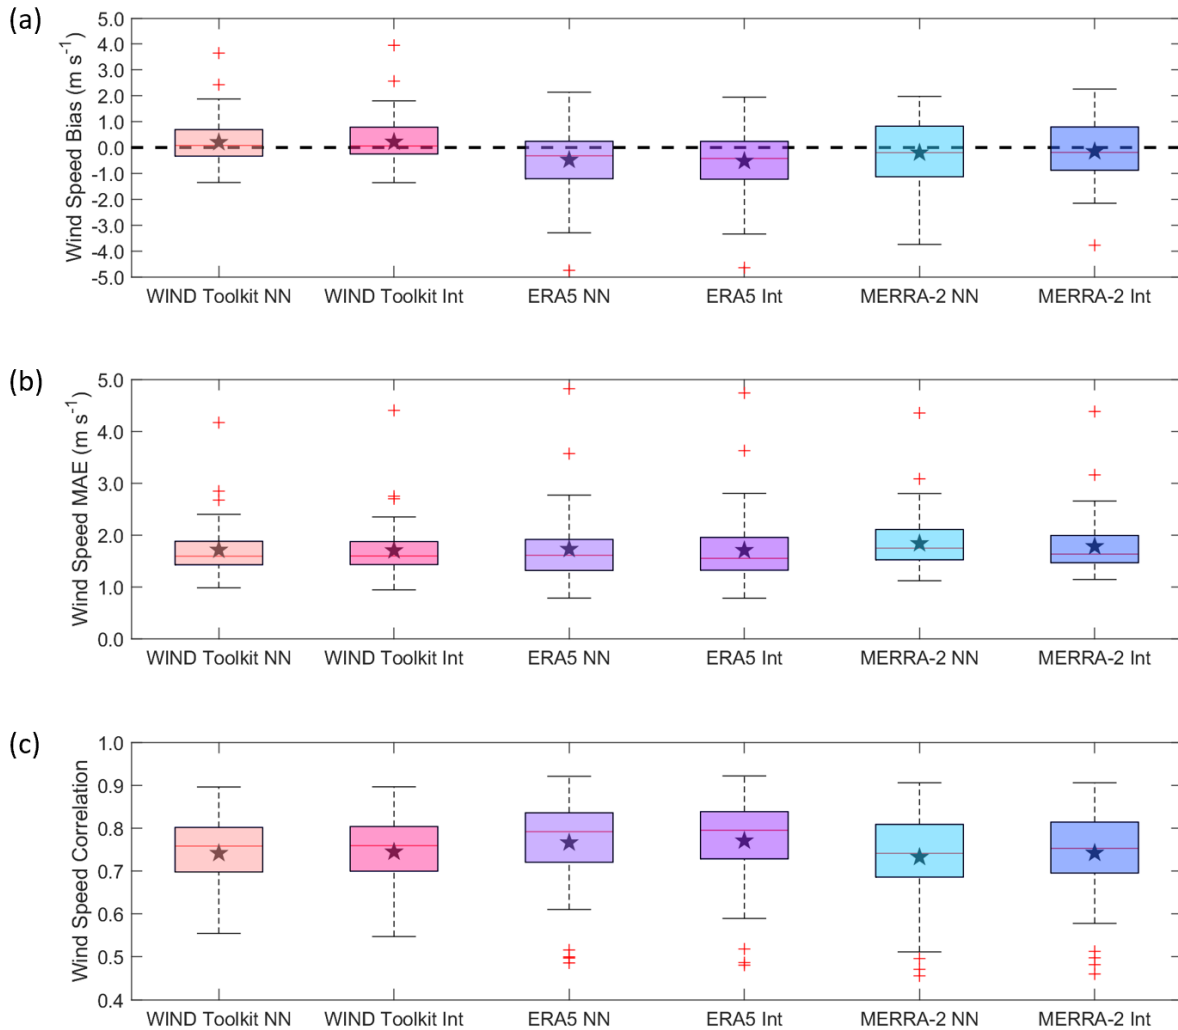 (a)
Wind Speed Bias (m s⁻¹)
5.0
4.0
3.0
2.0
1.0
0.0
-1.0
-2.0
-3.0
-4.0
-5.0
WIND Toolkit NN WIND Toolkit Int ERA5 NN ERA5 Int MERRA-2 NN MERRA-2 Int
(b)
Wind Speed MAE (m s⁻¹)
5.0
4.0
3.0
2.0
1.0
0.0
WIND Toolkit NN WIND Toolkit Int ERA5 NN ERA5 Int MERRA-2 NN MERRA-2 Int
(c)
Wind Speed Correlation
1.0
0.9
0.8
0.7
0.6
0.5
0.4
WIND Toolkit NN WIND Toolkit Int ERA5 NN ERA5 Int MERRA-2 NN MERRA-2 Int